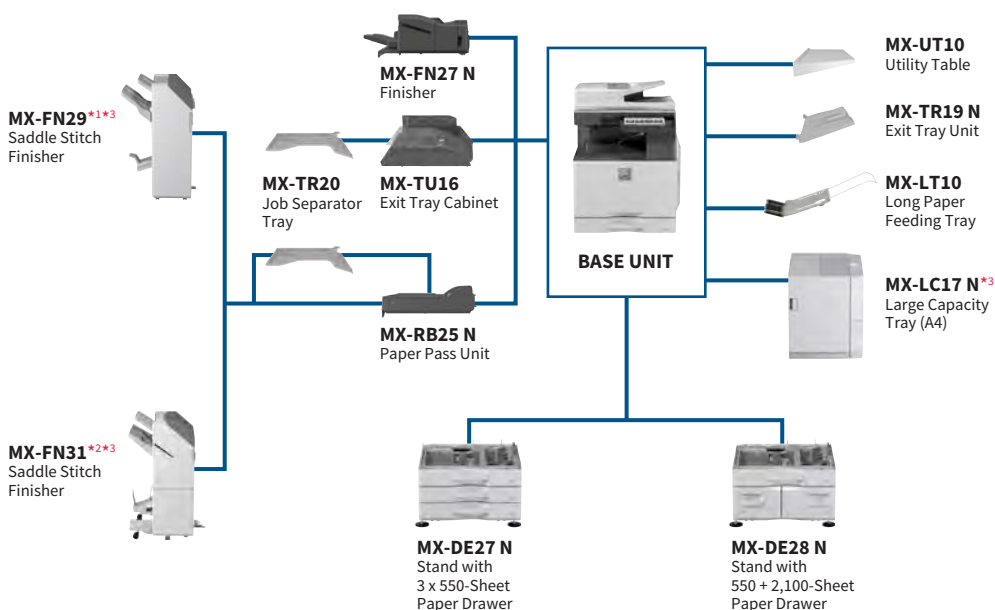 MX-FN27 N
Finisher
MX-UT10
Utility Table
MX-FN29*1*3
Saddle Stitch
Finisher
MX-TR19 N
Exit Tray Unit
MX-TR20
Job Separator
Tray
MX-TU16
Exit Tray Cabinet
MX-LT10
Long Paper
Feeding Tray
BASE UNIT
MX-LC17 N*3
Large Capacity
Tray (A4)
MX-RB25 N
Paper Pass Unit
MX-FN31*2*3
Saddle Stitch
Finisher
MX-DE27 N
Stand with
3 x 550-Sheet
Paper Drawer
MX-DE28 N
Stand with
550 + 2,100-Sheet
Paper Drawer